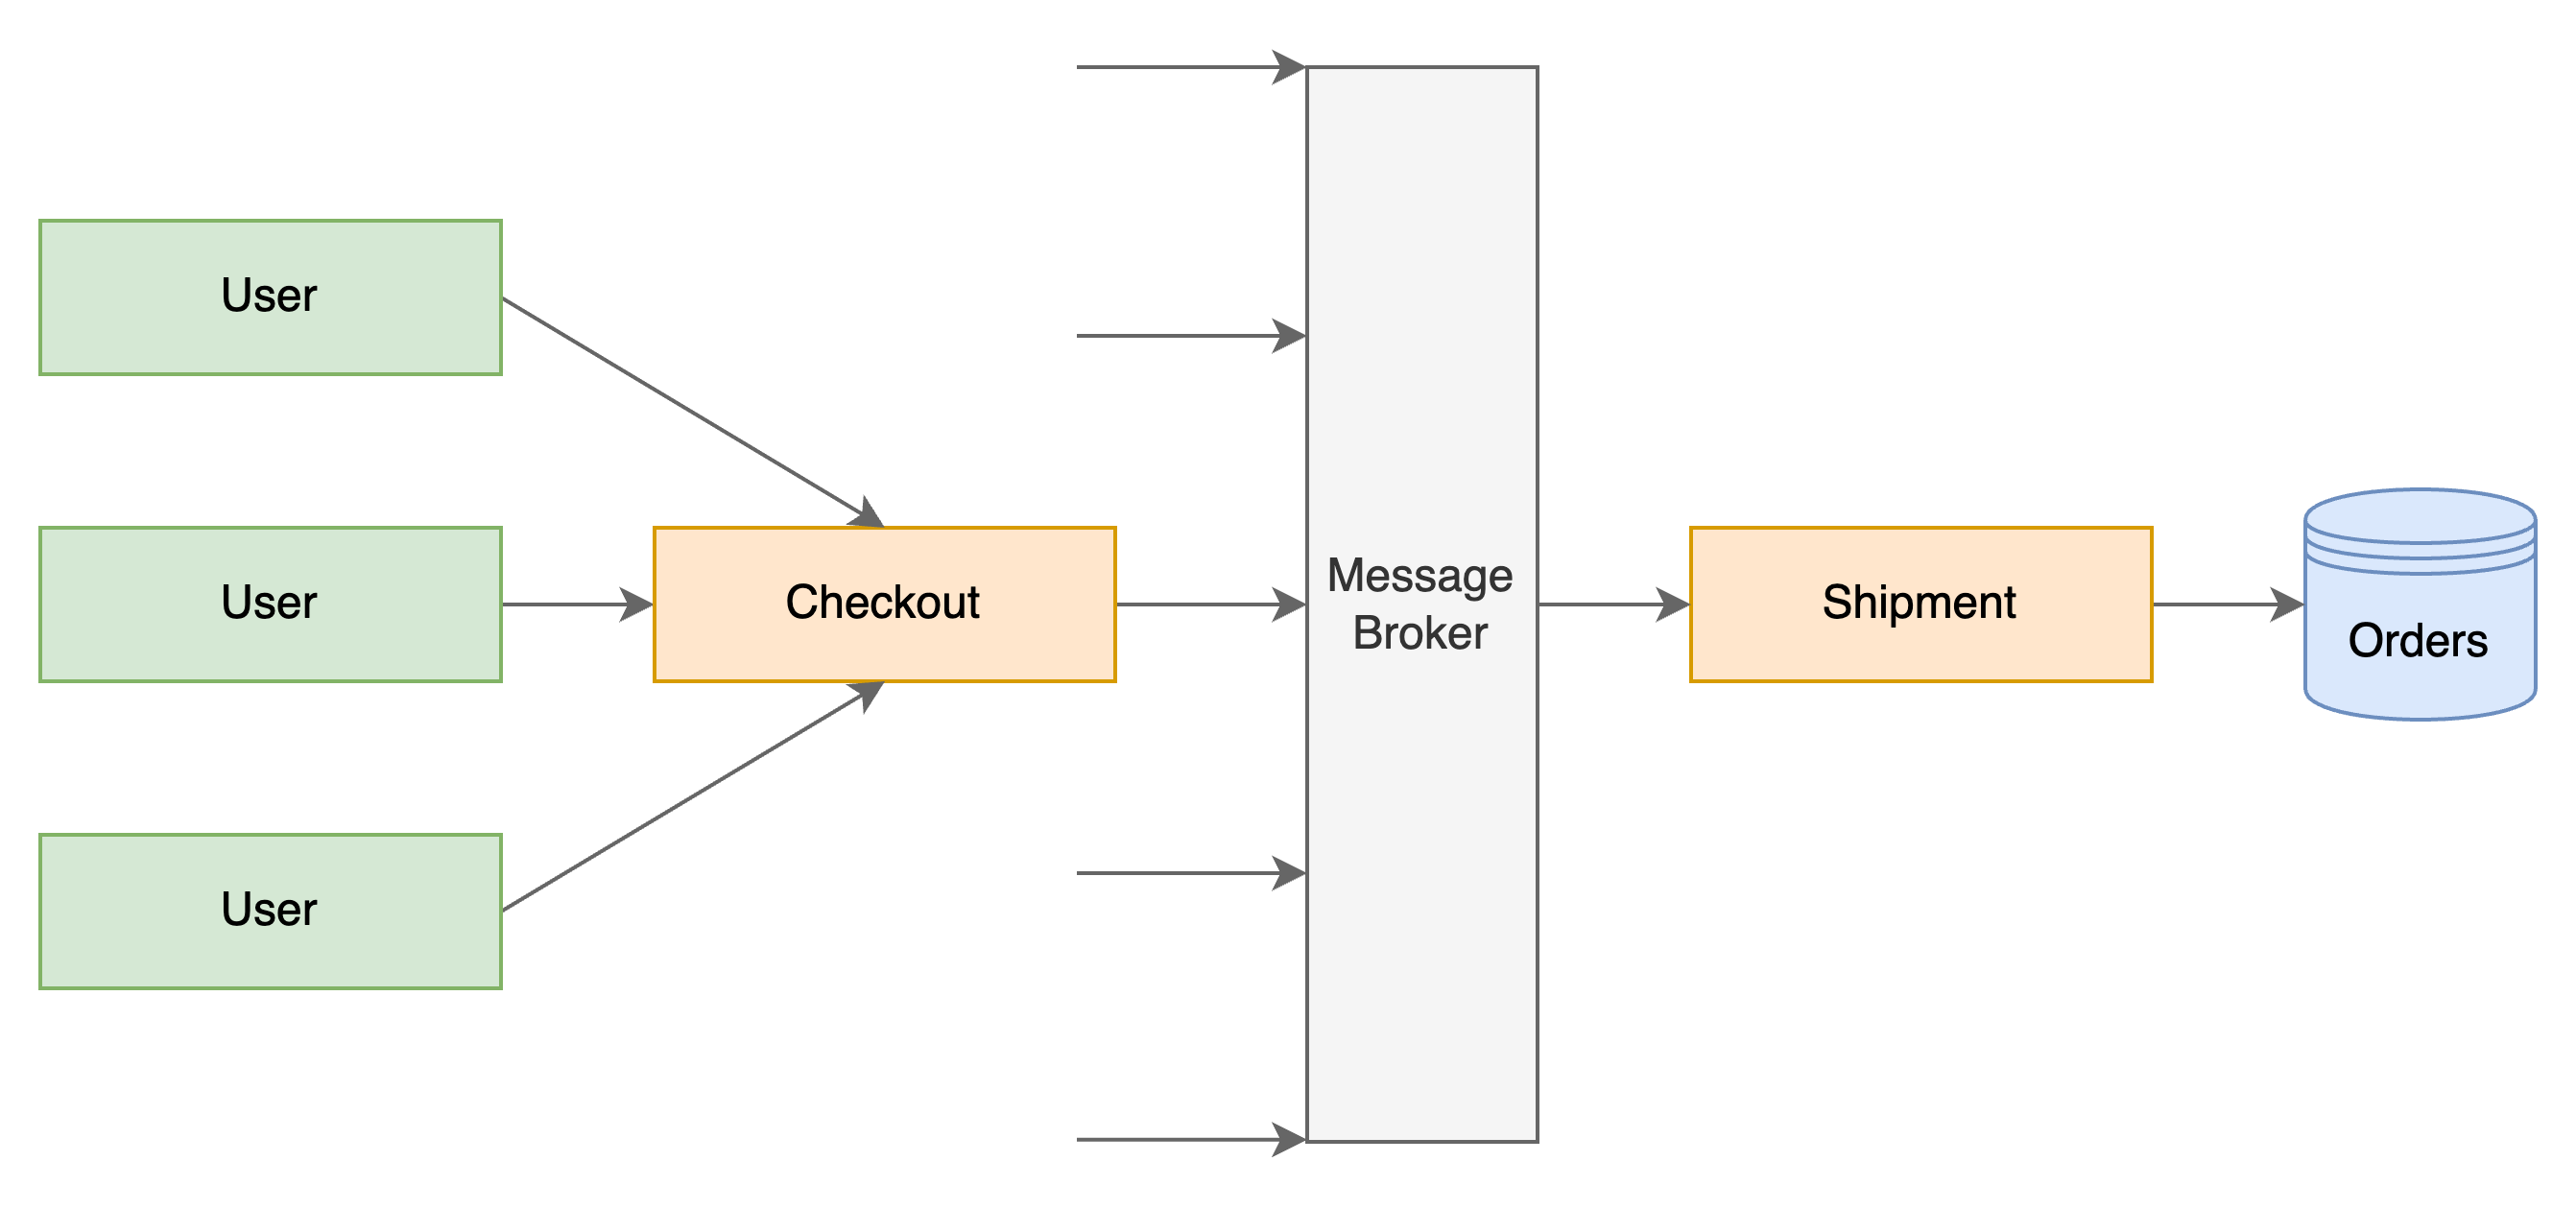 User
User
Checkout
Message
Broker
Shipment
Orders
User